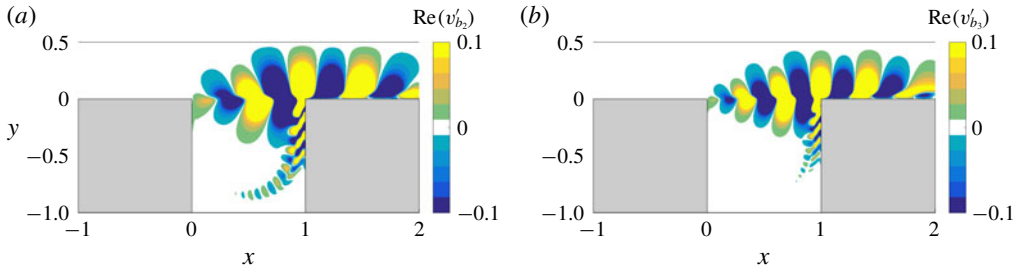 (a) Re(v′b2) (b) Re(v′b3)
0.5 0.1 0.5 0.1
y 0 0 0 0
−0.5 −0.5
−1.0 −0.1 −1.0 −0.1
−1 0 1 2 −1 0 1 2
x x